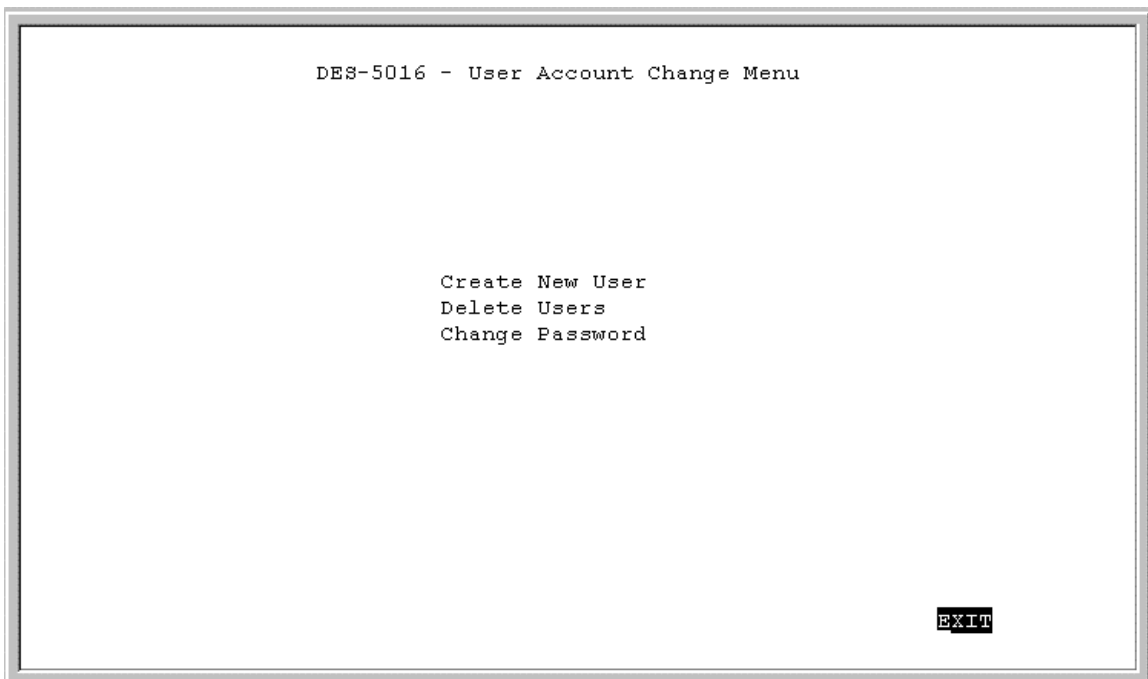 DES-5016 - User Account Change Menu
Create New User
Delete Users
Change Password
EXIT